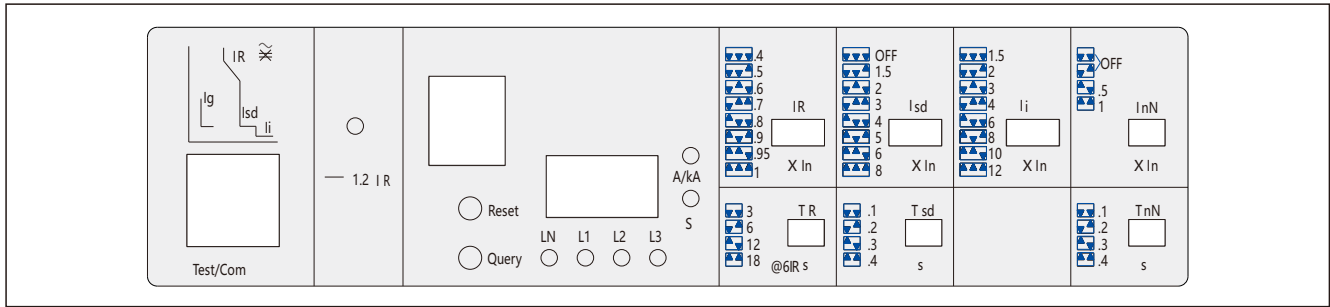 IR
Ig
Isd
Ii
Test/Com
1.2 IR
Reset
Query
LN L1 L2 L3
A/kA
S
.4
.5
.6
.7
.8
.9
.95
1
IR
X In
OFF
1.5
2
3
4
5
6
8
Isd
X In
1.5
2
3
4
6
8
10
12
Ii
X In
OFF
.5
1
InN
X In
3
6
12
18
TR
@6IR s
.1
.2
.3
.4
Tsd
s
.1
.2
.3
.4
TnN
s